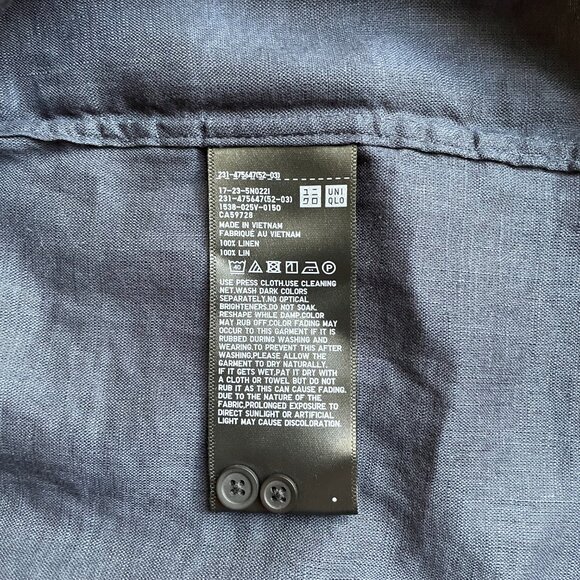 231-475647(52-03)
17-23-5N022I
231-475647(52-03)
1538-025V-0150
CA59728
ユニ
クロ
UNI
QLO
MADE IN VIETNAM
FABRIQUÉ AU VIETNAM
100% LINEN
100% LIN
40
USE PRESS CLOTH.USE CLEANING
NET.WASH DARK COLORS
SEPARATELY.NO OPTICAL
BRIGHTENERS.DO NOT SOAK.
RESHAPE WHILE DAMP.COLOR
MAY RUB OFF.COLOR FADING MAY
OCCUR TO THIS GARMENT IF IT IS
RUBBED DURING WASHING AND
WEARING.TO PREVENT THIS AFTER
WASHING,PLEASE ALLOW THE
GARMENT TO DRY NATURALLY.
IF IT GETS WET,PAT IT DRY WITH
A CLOTH OR TOWEL BUT DO NOT
RUB IT AS THIS CAN CAUSE FADING.
DUE TO THE NATURE OF THE
FABRIC,PROLONGED EXPOSURE TO
DIRECT SUNLIGHT OR ARTIFICIAL
LIGHT MAY CAUSE DISCOLORATION.